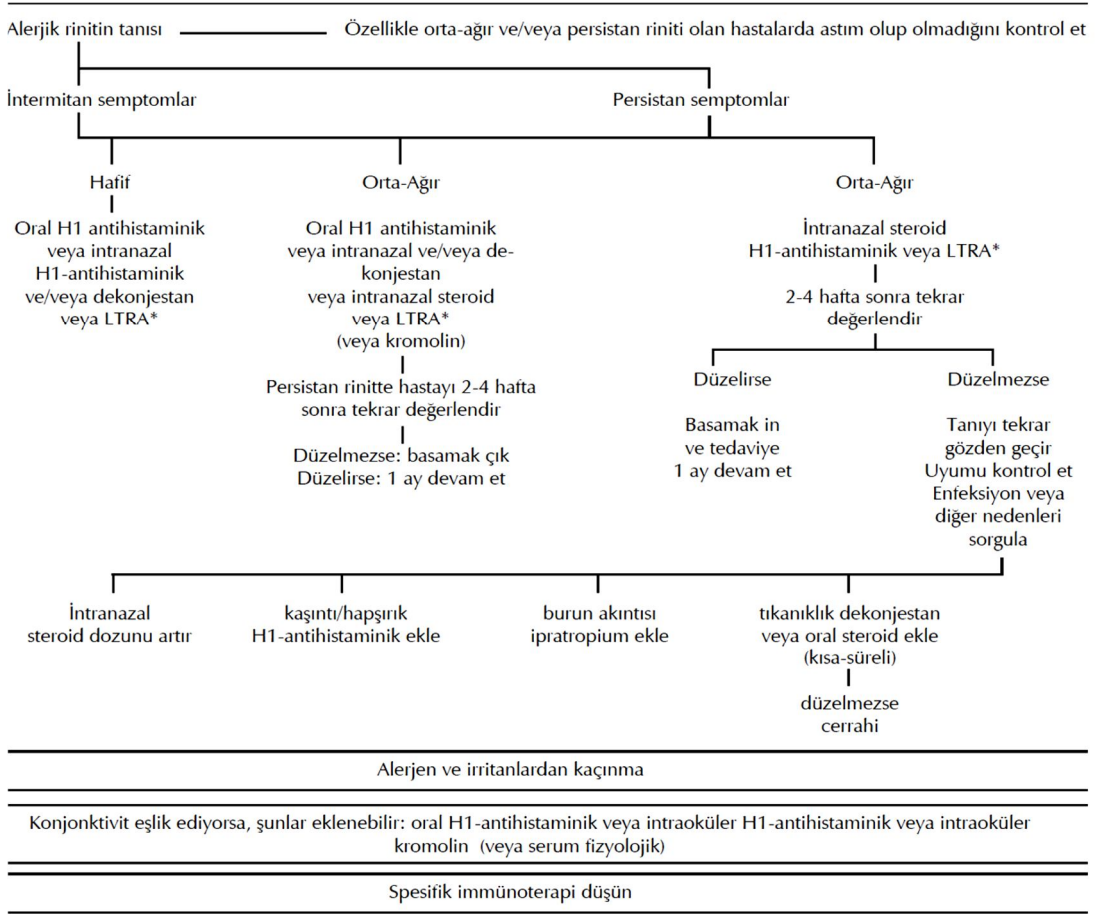 Alerjik rinitin tanısı
Özellikle orta-ağır ve/veya persistan riniti olan hastalarda astım olup olmadığını kontrol et
İntermitan semptomlar
Persistan semptomlar
Hafif
Oral H1 antihistaminik
veya intranazal
H1-antihistaminik
ve/veya dekonjestan
veya LTRA*
Orta-Ağır
Oral H1 antihistaminik
veya intranazal ve/veya de-
konjestan
veya intranazal steroid
veya LTRA*
(veya kromolin)
Persistan rinitte hastayı 2-4 hafta
sonra tekrar değerlendir
Düzelmezse: basamak çık
Düzelirse: 1 ay devam et
Orta-Ağır
İntranazal steroid
H1-antihistaminik veya LTRA*
2-4 hafta sonra tekrar
değerlendir
Düzelirse
Basamak in
ve tedaviye
1 ay devam et
Düzelmezse
Tanıyı tekrar
gözden geçir
Uyumu kontrol et
Enfeksiyon veya
diğer nedenleri
sorgula
İntranazal
steroid dozunu artır
kaşıntı/hapşırık
H1-antihistaminik ekle
burun akıntısı
ipratropium ekle
tıkanıklık dekonjestan
veya oral steroid ekle
(kısa-süreli)
düzelmezse
cerrahi
Alerjen ve irritanlardan kaçınma
Konjonktivit eşlik ediyorsa, şunlar eklenebilir: oral H1-antihistaminik veya intraoküler H1-antihistaminik veya intraoküler
kromolin (veya serum fizyolojik)
Spesifik immünoterapi düşün